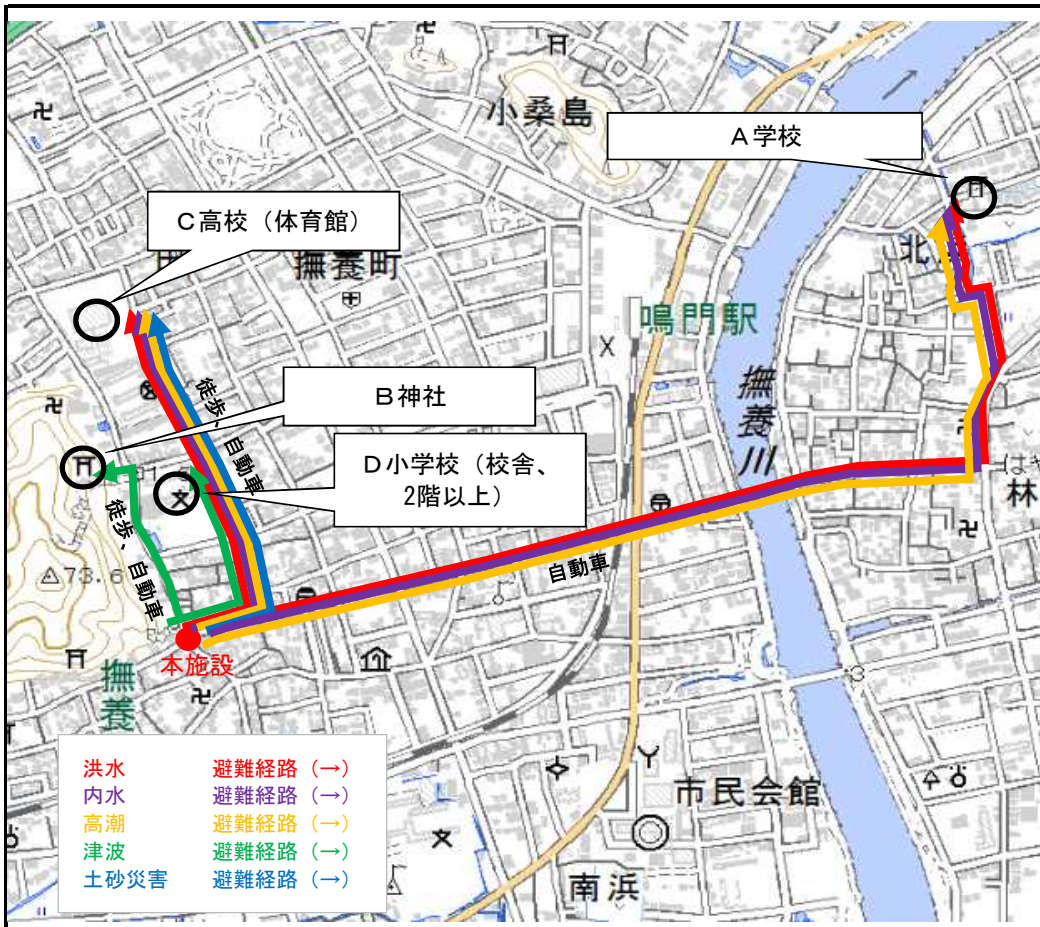 小桑島
A学校
C高校（体育館）
撫養町
北
鳴門駅
B神社
撫養川
D小学校（校舎、
2階以上）
徒歩、自動車
徒歩、自動車
自動車
林
73.6
本施設
撫養
市民会館
南浜
洪水 避難経路（→）
内水 避難経路（→）
高潮 避難経路（→）
津波 避難経路（→）
土砂災害 避難経路（→）